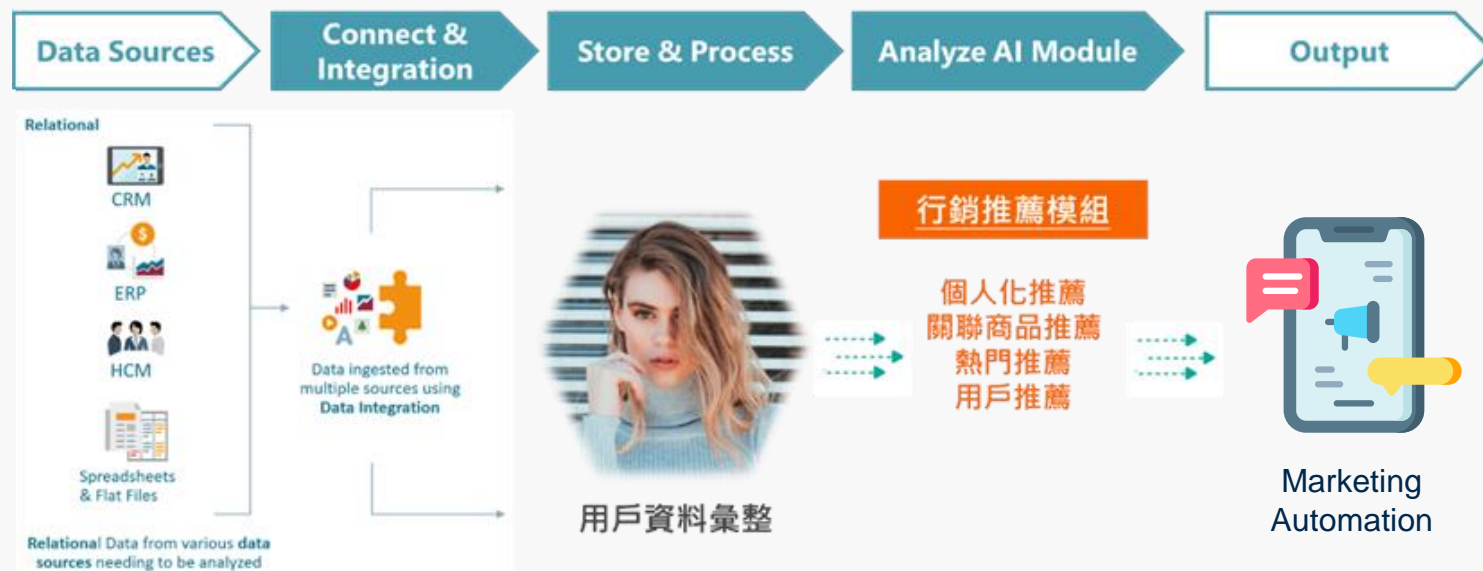 Data Sources
Connect &
Integration
Store & Process
Analyze AI Module
Output
Relational
CRM
$
ERP
HCM
Spreadsheets
& Flat Files
Relational Data from various data
sources needing to be analyzed
A
Data ingested from
multiple sources using
Data Integration
用戶資料彙整
行銷推薦模組
個人化推薦
關聯商品推薦
熱門推薦
用戶推薦
Marketing
Automation